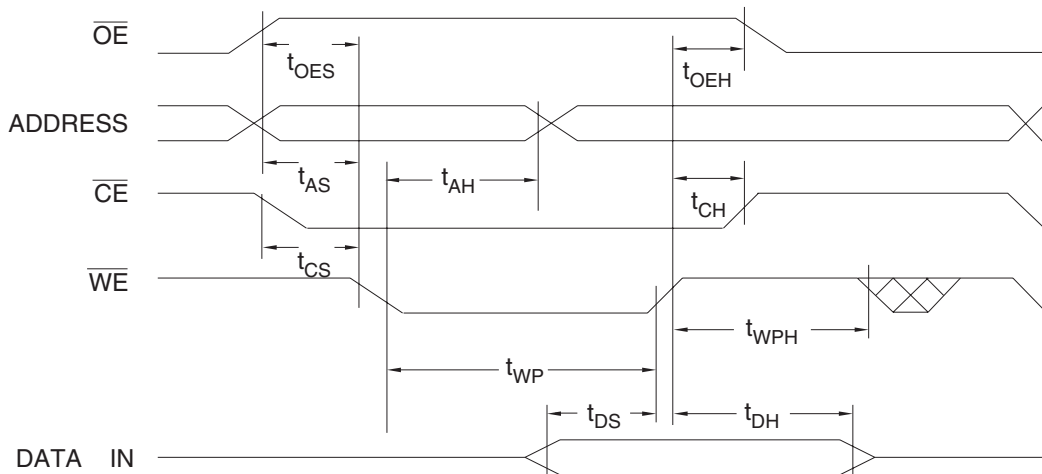 OE
tOES
tOEH
ADDRESS
tAS
tAH
CE
tCH
tCS
WE
tWPH
tWP
tDS
tDH
DATA IN